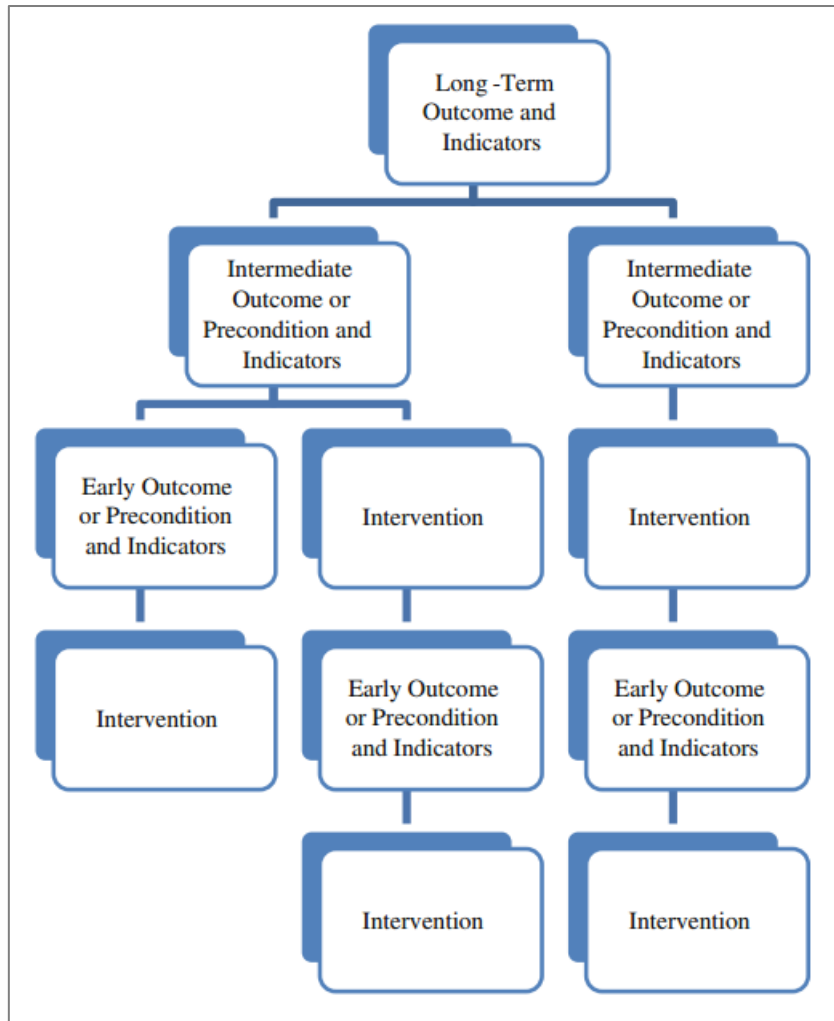 Long -Term
Outcome and
Indicators
Intermediate
Outcome or
Precondition and
Indicators
Intermediate
Outcome or
Precondition and
Indicators
Early Outcome
or Precondition
and Indicators
Intervention
Intervention
Intervention
Early Outcome
or Precondition
and Indicators
Early Outcome
or Precondition
and Indicators
Intervention
Intervention